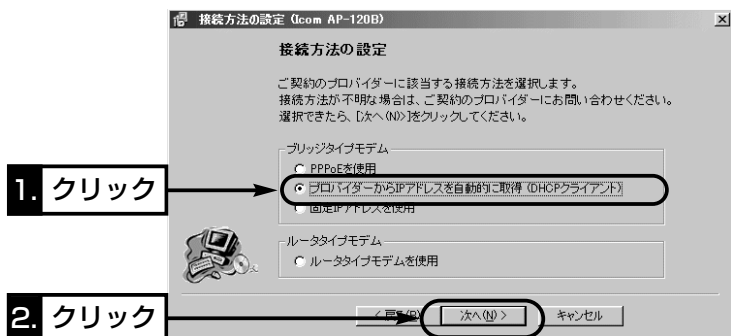 接続方法の設定 (Icom AP-120B)
接続方法の設定
ご契約のプロバイダーに該当する接続方法を選択します。
接続方法が不明な場合は、ご契約のプロバイダーにお問い合わせください。
選択できたら、[次へ(N)>]をクリックしてください。
ブリッジタイプモデム
PPPoEを使用
1. クリック
プロバイダーからIPアドレスを自動的に取得 (DHCPクライアント)
固定IPアドレスを使用
ルータタイプモデム
ルータタイプモデムを使用
2. クリック
< 戻る(B)
次へ(N) >
キャンセル